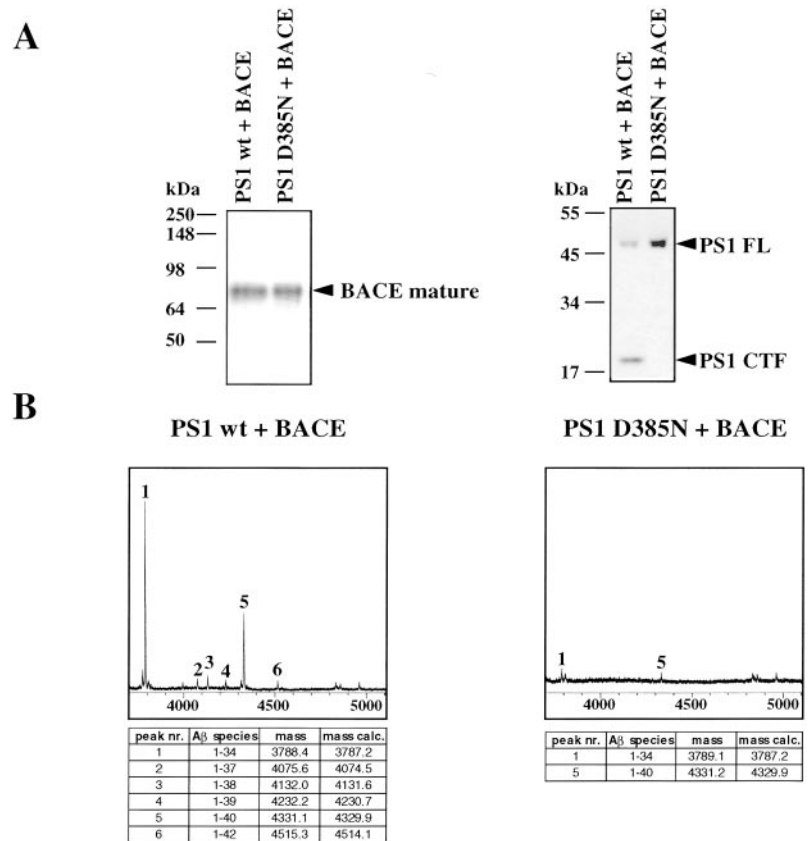 A
PS1 wt + BACE
PS1 D385N + BACE
kDa
250
148
98
64
50
BACE mature
PS1 wt + BACE
PS1 D385N + BACE
kDa
55
45
34
17
PS1 FL
PS1 CTF
B
PS1 wt + BACE
1
2
3
4
5
6
4000 4500 5000
peak nr. Aβ species mass mass calc.
1 1-34 3788.4 3787.2
2 1-37 4075.6 4074.5
3 1-38 4132.0 4131.6
4 1-39 4232.2 4230.7
5 1-40 4331.1 4329.9
6 1-42 4515.3 4514.1
PS1 D385N + BACE
1
5
4000 4500 5000
peak nr. Aβ species mass mass calc.
1 1-34 3789.1 3787.2
5 1-40 4331.2 4329.9